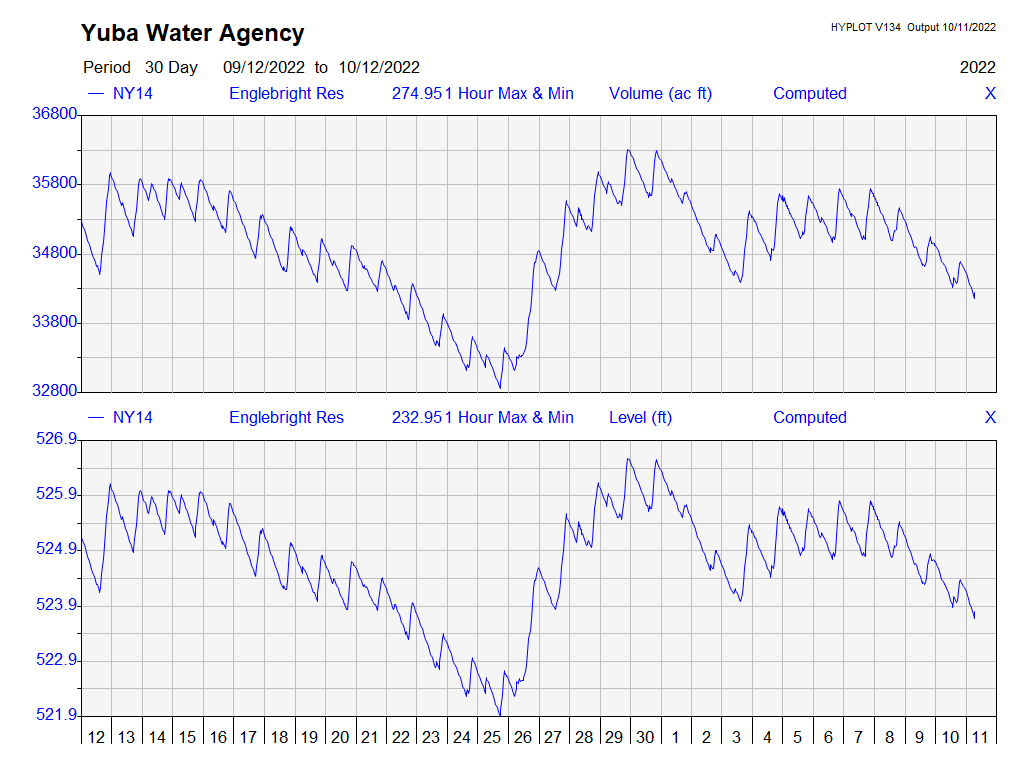 Yuba Water Agency
HYPLOT V134 Output 10/11/2022
Period 30 Day 09/12/2022 to 10/12/2022 2022
NY14 Englebright Res 274.951 Hour Max & Min Volume (ac ft) Computed X
36800
35800
34800
33800
32800
NY14 Englebright Res 232.951 Hour Max & Min Level (ft) Computed X
526.9
525.9
524.9
523.9
522.9
521.9
12 13 14 15 16 17 18 19 20 21 22 23 24 25 26 27 28 29 30 1 2 3 4 5 6 7 8 9 10 11